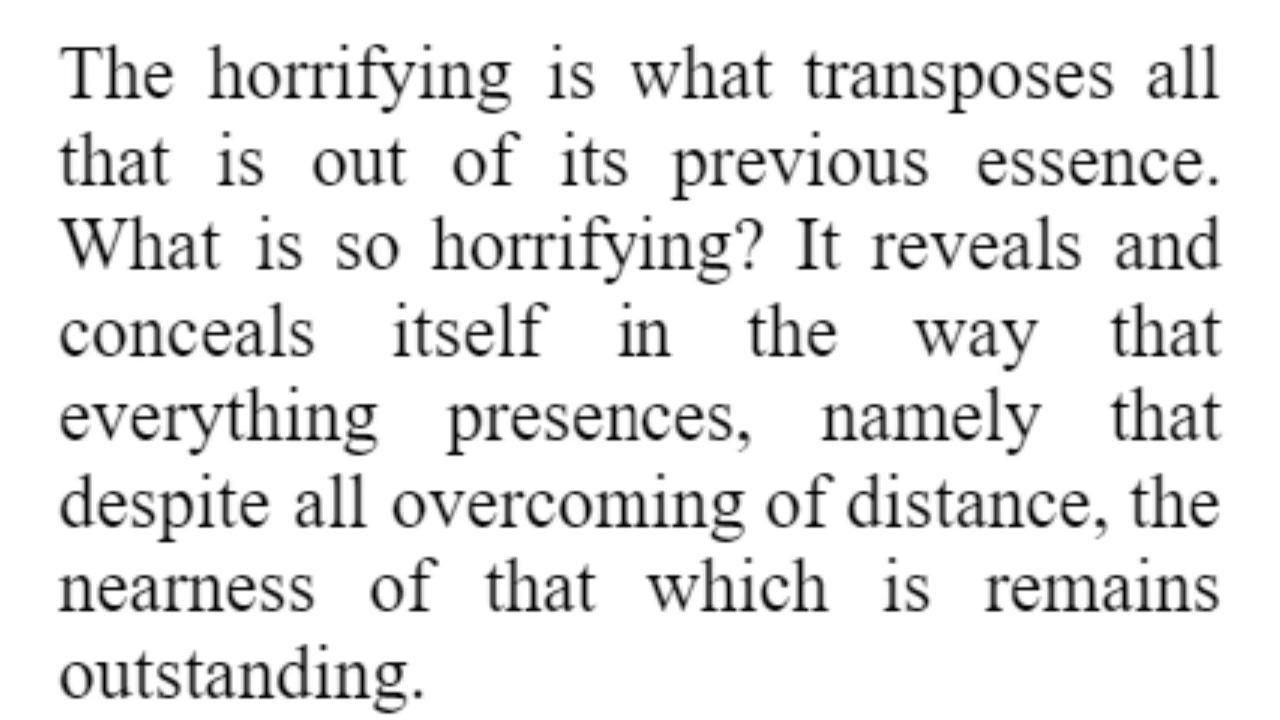 The horrifying is what transposes all
that is out of its previous essence.
What is so horrifying? It reveals and
conceals itself in the way that
everything presences, namely that
despite all overcoming of distance, the
nearness of that which is remains
outstanding.